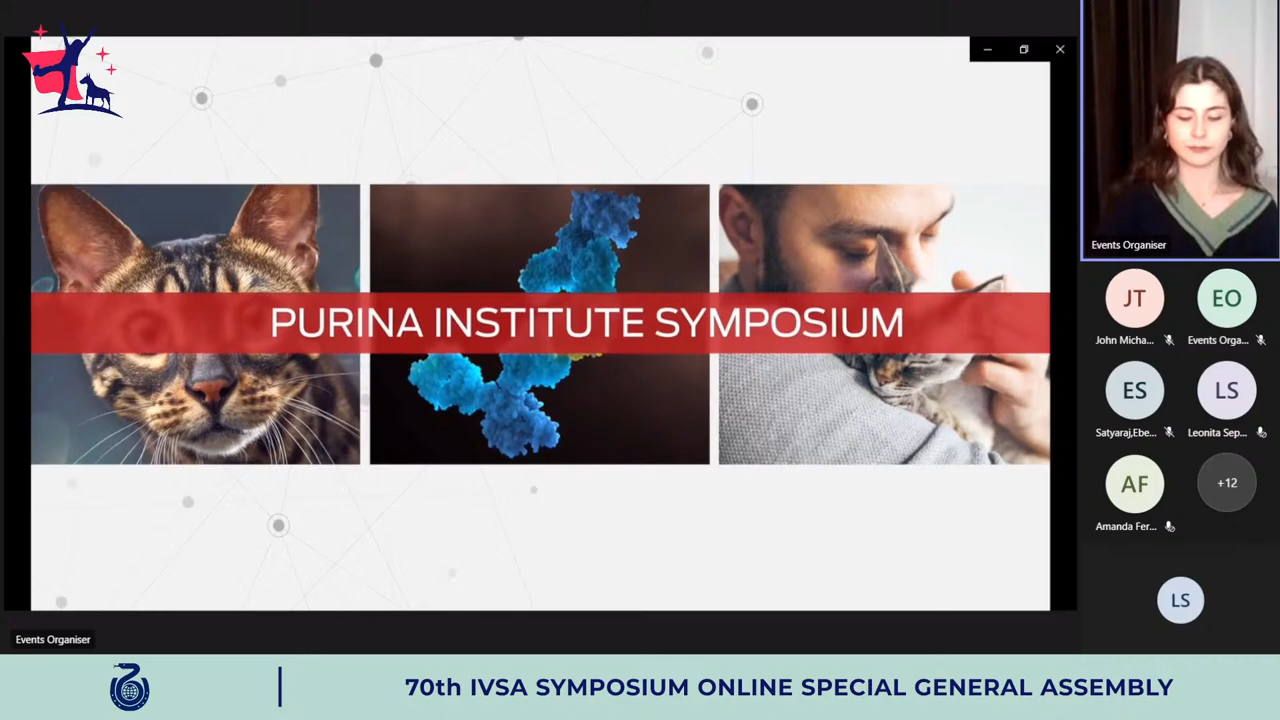 PURINA INSTITUTE SYMPOSIUM
Events Organiser
JT
EO
John Micha...
Events Orga...
ES
LS
Satyaraj,Ebe...
Leonita Sep...
AF
+12
Amanda Fer...
LS
Events Organiser
70th IVSA SYMPOSIUM ONLINE SPECIAL GENERAL ASSEMBLY